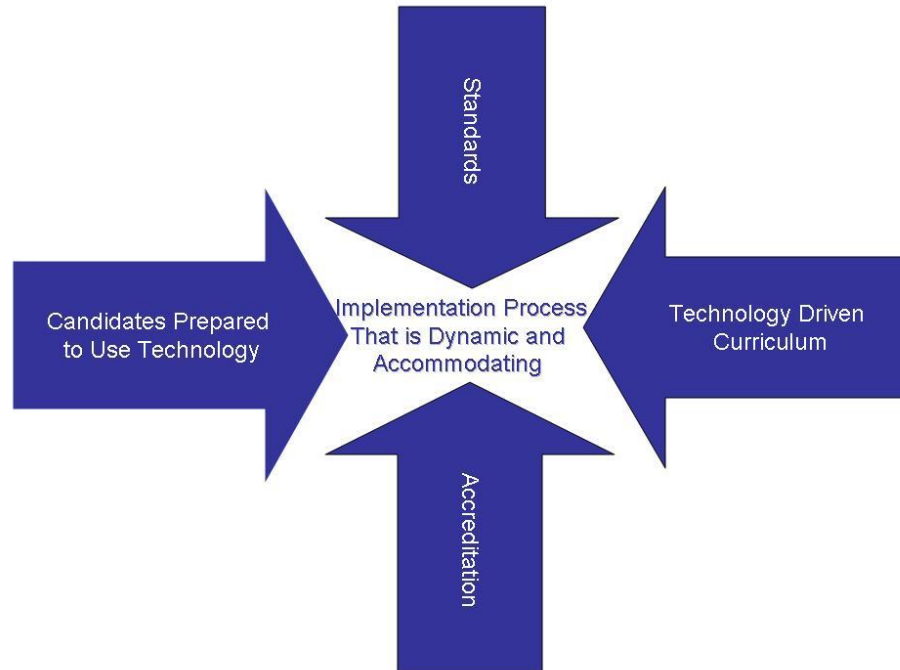 Standards
Candidates Prepared
to Use Technology
Implementation Process
That is Dynamic and
Accommodating
Technology Driven
Curriculum
Accreditation